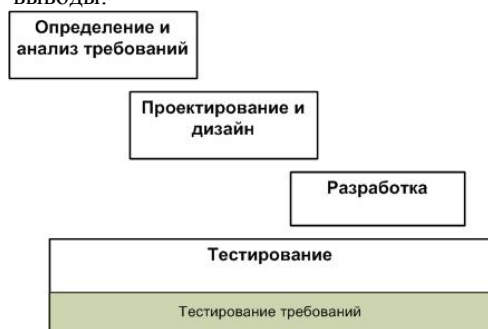 выводы.
Определение и
анализ требований
Проектирование и
дизайн
Разработка
Тестирование
Тестирование требований